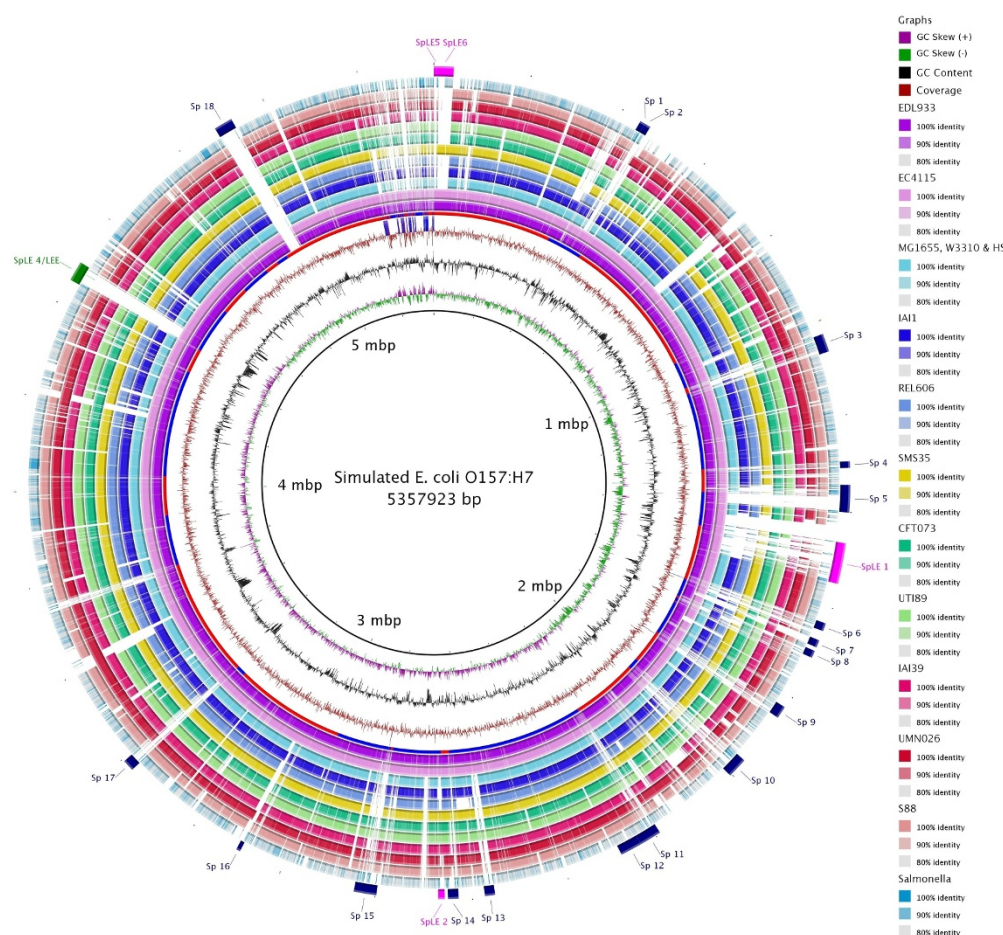 SpLE5 SpLE6
Sp 1
Sp 2
Sp 18
SpLE 4/LEE
Sp 3
Sp 4
Sp 5
SpLE 1
Sp 6
Sp 7
Sp 8
Sp 9
Sp 10
Sp 11
Sp 12
Sp 13
Sp 14
SpLE 2
Sp 15
Sp 16
Sp 17
5 mbp
1 mbp
4 mbp
2 mbp
3 mbp
Simulated E. coli O157:H7
5357923 bp
Graphs
GC Skew (+)
GC Skew (-)
GC Content
Coverage
EDL933
100% identity
90% identity
80% identity
EC4115
100% identity
90% identity
80% identity
MG1655, W3310 & HS
100% identity
90% identity
80% identity
IAI1
100% identity
90% identity
80% identity
REL606
100% identity
90% identity
80% identity
SMS35
100% identity
90% identity
80% identity
CFT073
100% identity
90% identity
80% identity
UTI89
100% identity
90% identity
80% identity
IAI39
100% identity
90% identity
80% identity
UMN026
100% identity
90% identity
80% identity
S88
100% identity
90% identity
80% identity
Salmonella
100% identity
90% identity
80% identity